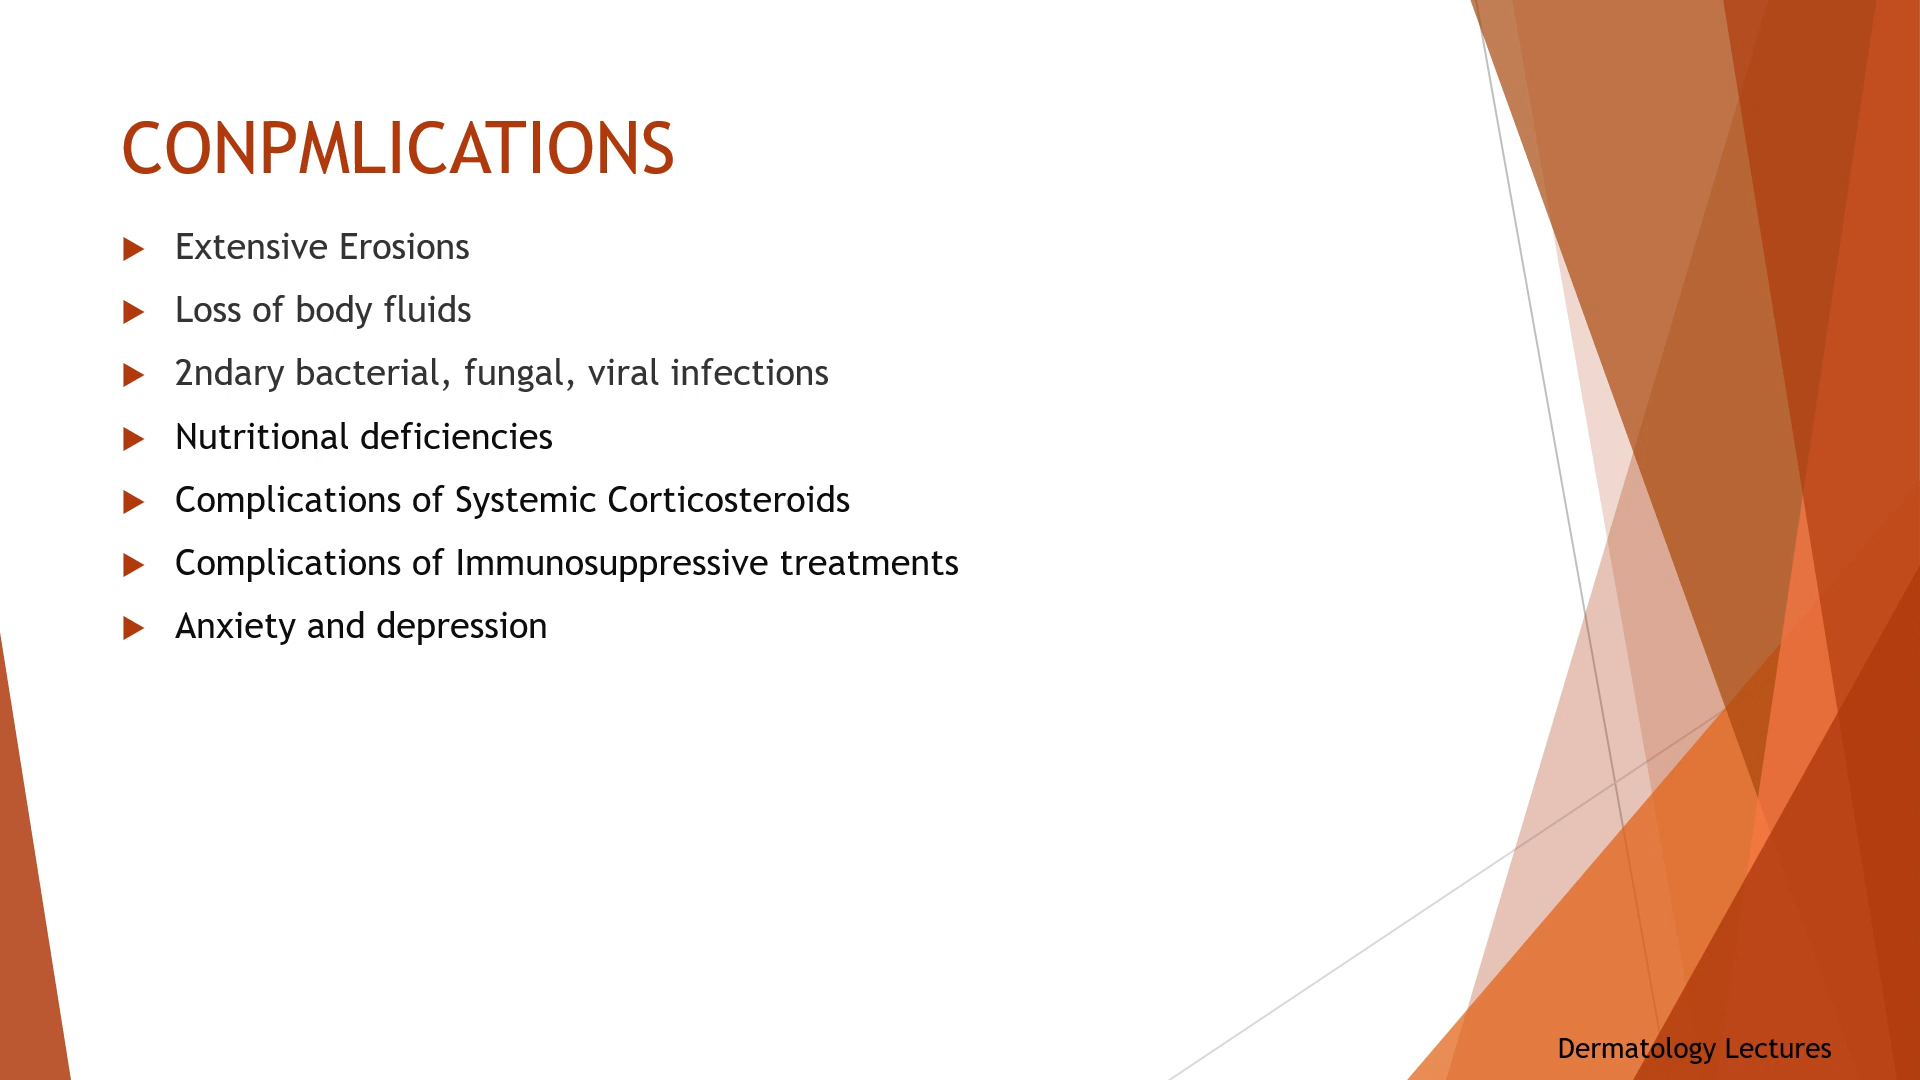 CONPMLICATIONS
Extensive Erosions
Loss of body fluids
2ndary bacterial, fungal, viral infections
Nutritional deficiencies
Complications of Systemic Corticosteroids
Complications of Immunosuppressive treatments
Anxiety and depression
Dermatology Lectures